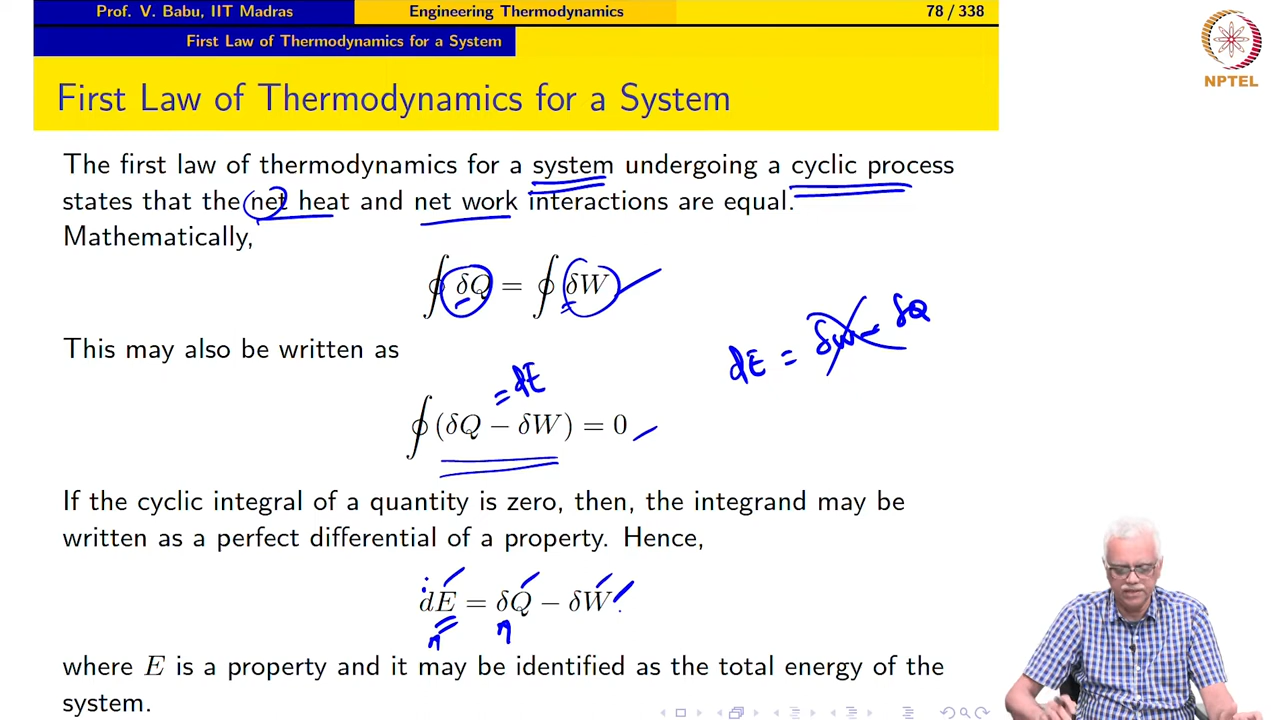 Prof. V. Babu, IIT Madras Engineering Thermodynamics 78 / 338
First Law of Thermodynamics for a System
NPTEL
First Law of Thermodynamics for a System
The first law of thermodynamics for a system undergoing a cyclic process
states that the net heat and net work interactions are equal.
Mathematically,
∮ δQ = ∮ δW
dE = δW − δQ
This may also be written as
= dE
∮ (δQ − δW) = 0
If the cyclic integral of a quantity is zero, then, the integrand may be
written as a perfect differential of a property. Hence,
dE = δQ − δW
where E is a property and it may be identified as the total energy of the
system.